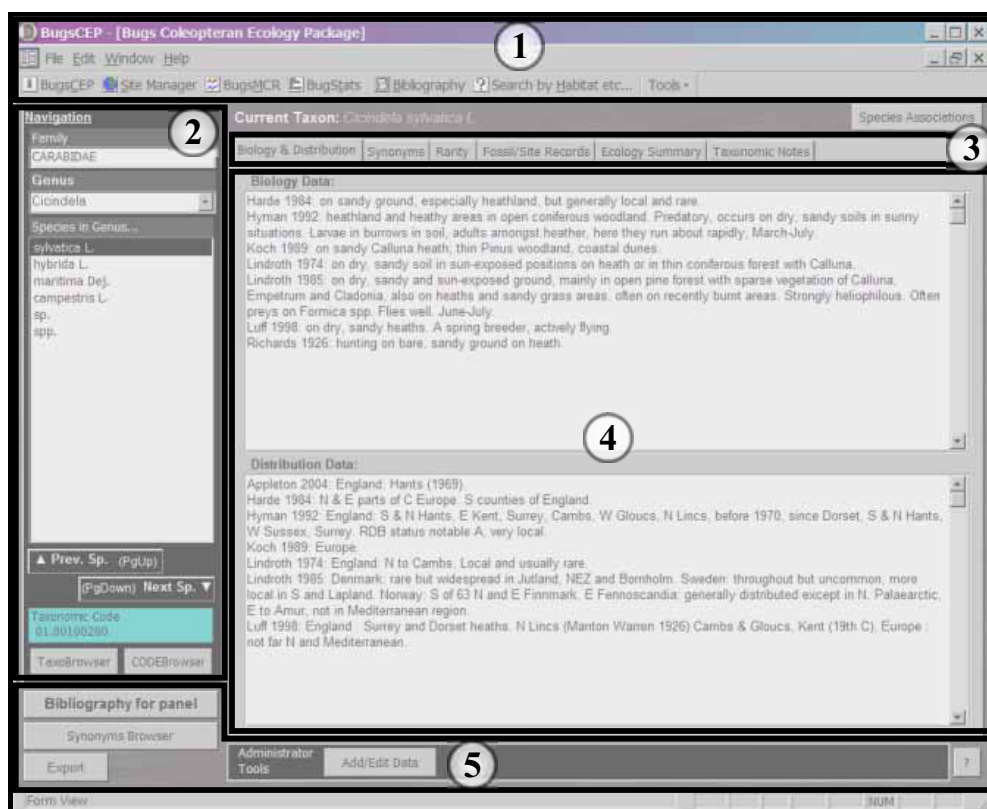 BugsCEP - [Bugs Coleopteran Ecology Package]
1
File Edit Window Help
BugsCEP Site Manager BugsMCR BugStats Bibliography Search by Habitat etc... Tools
Navigation
2
Family
CARABIDAE
Genus
Cicindela
Species in Genus...
sylvatica L.
hybrida L.
maritima Dej.
campestris L.
sp.
spp.
▲ Prev. Sp. (PgUp)
(PgDown) Next Sp. ▼
Taxonomic Code
01.00100200
TaxoBrowser CODEBrowser
Bibliography for panel
Synonyms Browser
Export
Current Taxon: Cicindela sylvatica L.
Species Associations
Biology & Distribution Synonyms Rarity Fossil/Site Records Ecology Summary Taxonomic Notes
3
Biology Data:
Harde 1984: on sandy ground, especially heathland, but generally local and rare.
Hyman 1992: heathland and heathy areas in open coniferous woodland. Predatory, occurs on dry, sandy soils in sunny
situations. Larvae in burrows in soil, adults amongst heather, here they run about rapidly, March-July.
Koch 1989: on sandy Calluna heath; thin Pinus woodland, coastal dunes.
Lindroth 1974: on dry, sandy soil in sun-exposed positions on heath or in thin coniferous forest with Calluna.
Lindroth 1985: on dry, sandy and sun-exposed ground, mainly in open pine forest with sparse vegetation of Calluna,
Empetrum and Cladonia, also on heaths and sandy grass areas, often on recently burnt areas. Strongly heliophilous. Often
preys on Formica spp. Flies well. June-July.
Luff 1998: on dry, sandy heaths. A spring breeder, actively flying.
Richards 1926: hunting on bare, sandy ground on heath.
4
Distribution Data:
Appleton 2004: England: Hants (1969).
Harde 1984: N & E parts of C Europe. S counties of England.
Hyman 1992: England: S & N Hants, E Kent, Surrey, Cambs, W Gloucs, N Lincs, before 1970, since Dorset, S & N Hants,
W Sussex, Surrey. RDB status notable A, very local.
Koch 1989: Europe.
Lindroth 1974: England: N to Cambs. Local and usually rare.
Lindroth 1985: Denmark: rare but widespread in Jutland, NEZ and Bornholm. Sweden: throughout but uncommon, more
local in S and Lapland. Norway: S of 63 N and E Finnmark. E Fennoscandia: generally distributed except in N. Palaearctic,
E to Amur, not in Mediterranean region.
Luff 1998: England : Surrey and Dorset heaths. N Lincs (Manton Warren 1926) Cambs & Gloucs, Kent (19th C). Europe :
not far N and Mediterranean.
Administrator
Tools
Add/Edit Data
5
?
Form View
NUM